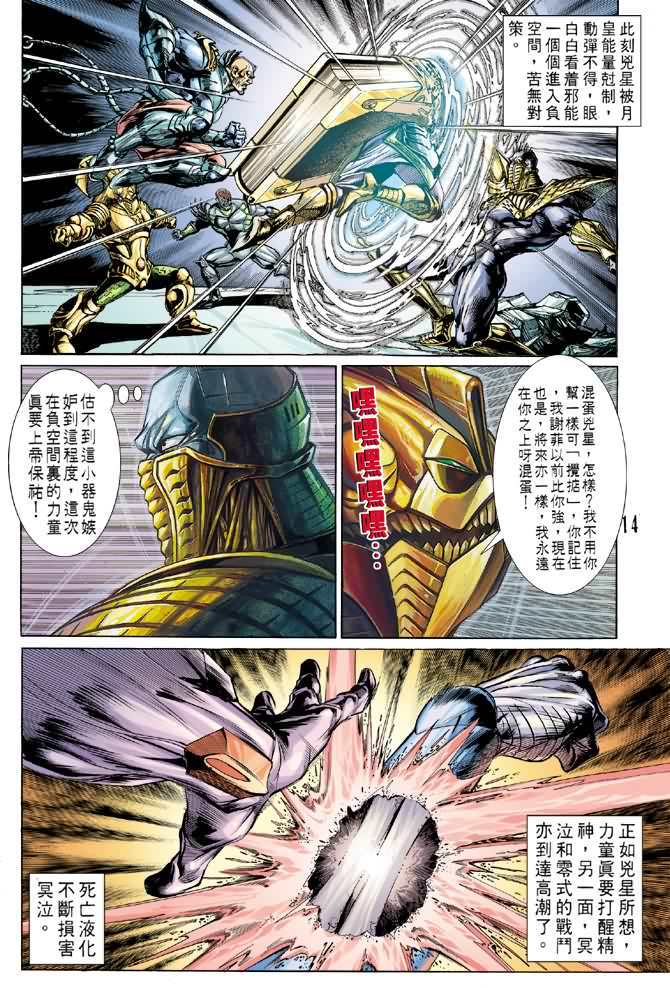 此刻兇星被月
皇能量尅制，
動彈不得，眼
白白看着邪能
一個個進入負
空間，苦無對
策。
混蛋兇星，怎樣？我不用你
幫一樣可「攪掂」，你記住
，我謝菲以前比你強，現在
也是，將來亦一樣，我永遠
在你之上呀混蛋！
嘿嘿嘿嘿嘿…
估不到這小器鬼嫉
妒到這程度，這次
在負空間裏的力童
眞要上帝保祐！
14
正如兇星所想，
力童眞要打醒精
神，另一面，冥
泣和零式的戰鬥
亦到達高潮了。
死亡液化
不斷損害
冥泣。